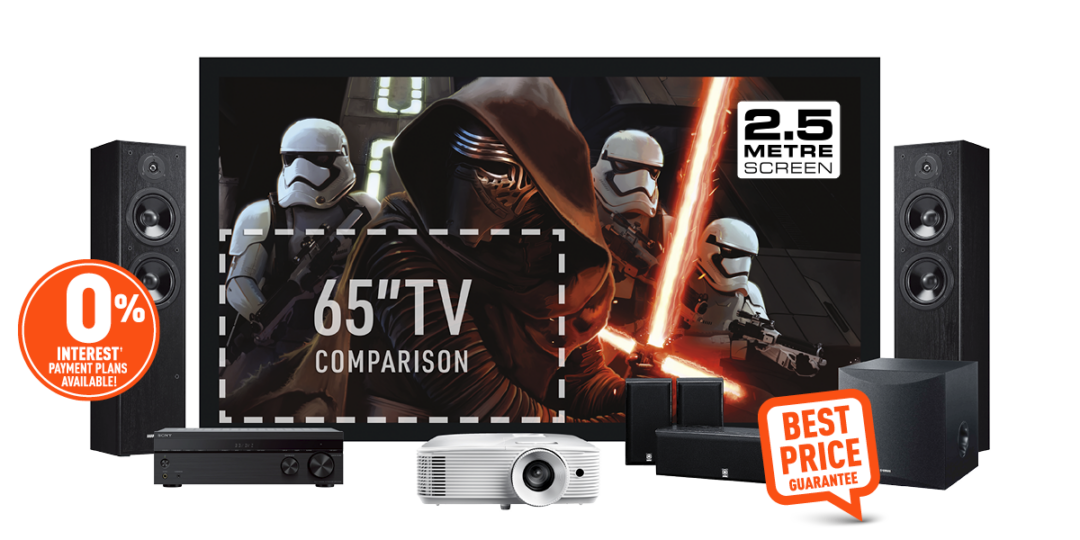 2.5
METRE
SCREEN
65"TV
COMPARISON
0%
INTEREST'
PAYMENT PLANS
AVAILABLE!
SONY
BEST
PRICE
GUARANTEE